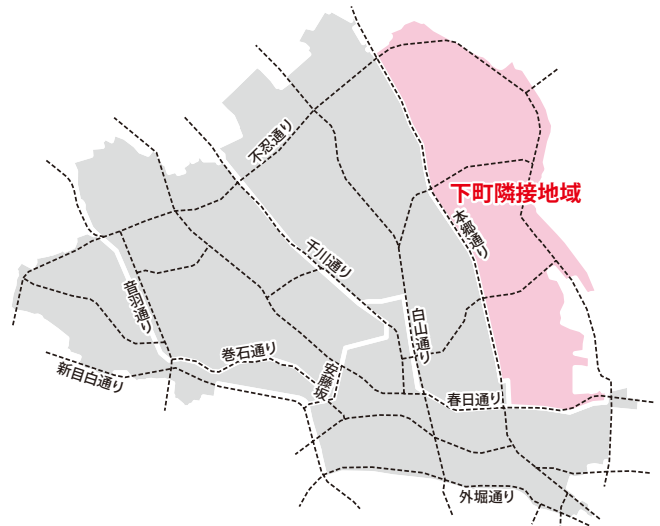 不忍通り
下町隣接地域
本郷通り
千川通り
音羽通り
白山通り
巻石通り
安藤坂
新目白通り
春日通り
外堀通り